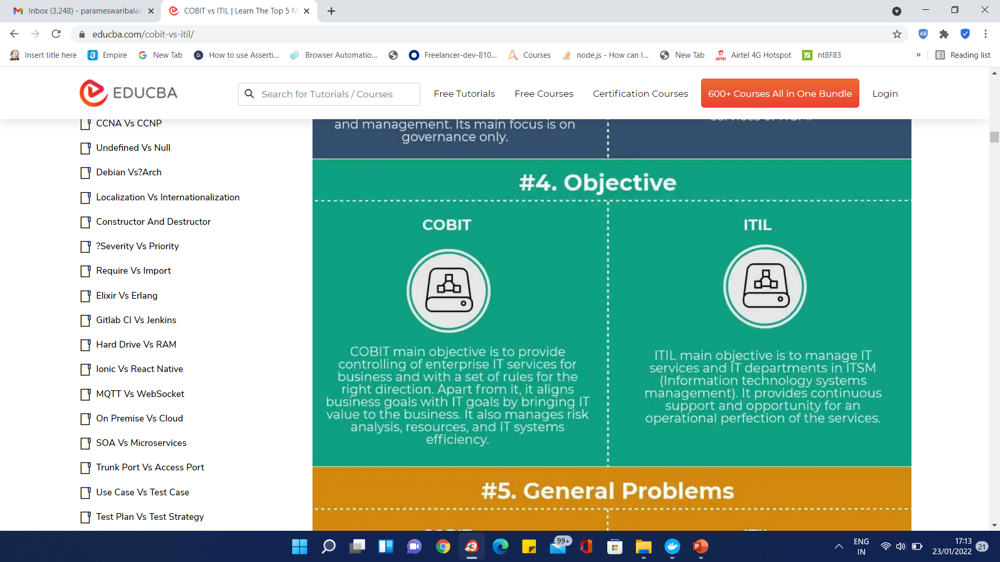 Inbox (3,248) - parameswaribala
COBIT vs ITIL | Learn The Top 5 M
educba.com/cobit-vs-itil/
AB
Insert title here
Empire
New Tab
How to use Asserti...
Browser Automatio...
Freelancer-dev-810...
Courses
node.js - How can I...
New Tab
airtel
Airtel 4G Hotspot
nt8F83
»
Reading list
EDUCBA
Search for Tutorials / Courses
Free Tutorials
Free Courses
Certification Courses
600+ Courses All in One Bundle
Login
CCNA Vs CCNP
Undefined Vs Null
Debian Vs?Arch
Localization Vs Internationalization
Constructor And Destructor
?Severity Vs Priority
Require Vs Import
Elixir Vs Erlang
Gitlab CI Vs Jenkins
Hard Drive Vs RAM
Ionic Vs React Native
MQTT Vs WebSocket
On Premise Vs Cloud
SOA Vs Microservices
Trunk Port Vs Access Port
Use Case Vs Test Case
Test Plan Vs Test Strategy
and management. Its main focus is on
governance only.
#4. Objective
COBIT
COBIT main objective is to provide
controlling of enterprise IT services for
business and with a set of rules for the
right direction. Apart from it, it aligns
business goals with IT goals by bringing IT
value to the business. It also manages risk
analysis, resources, and IT systems
efficiency.
ITIL
ITIL main objective is to manage IT
services and IT departments in ITSM
(Information technology systems
management). It provides continuous
support and opportunity for an
operational perfection of the services.
#5. General Problems
99+
ENG
IN
17:13
23/01/2022
21